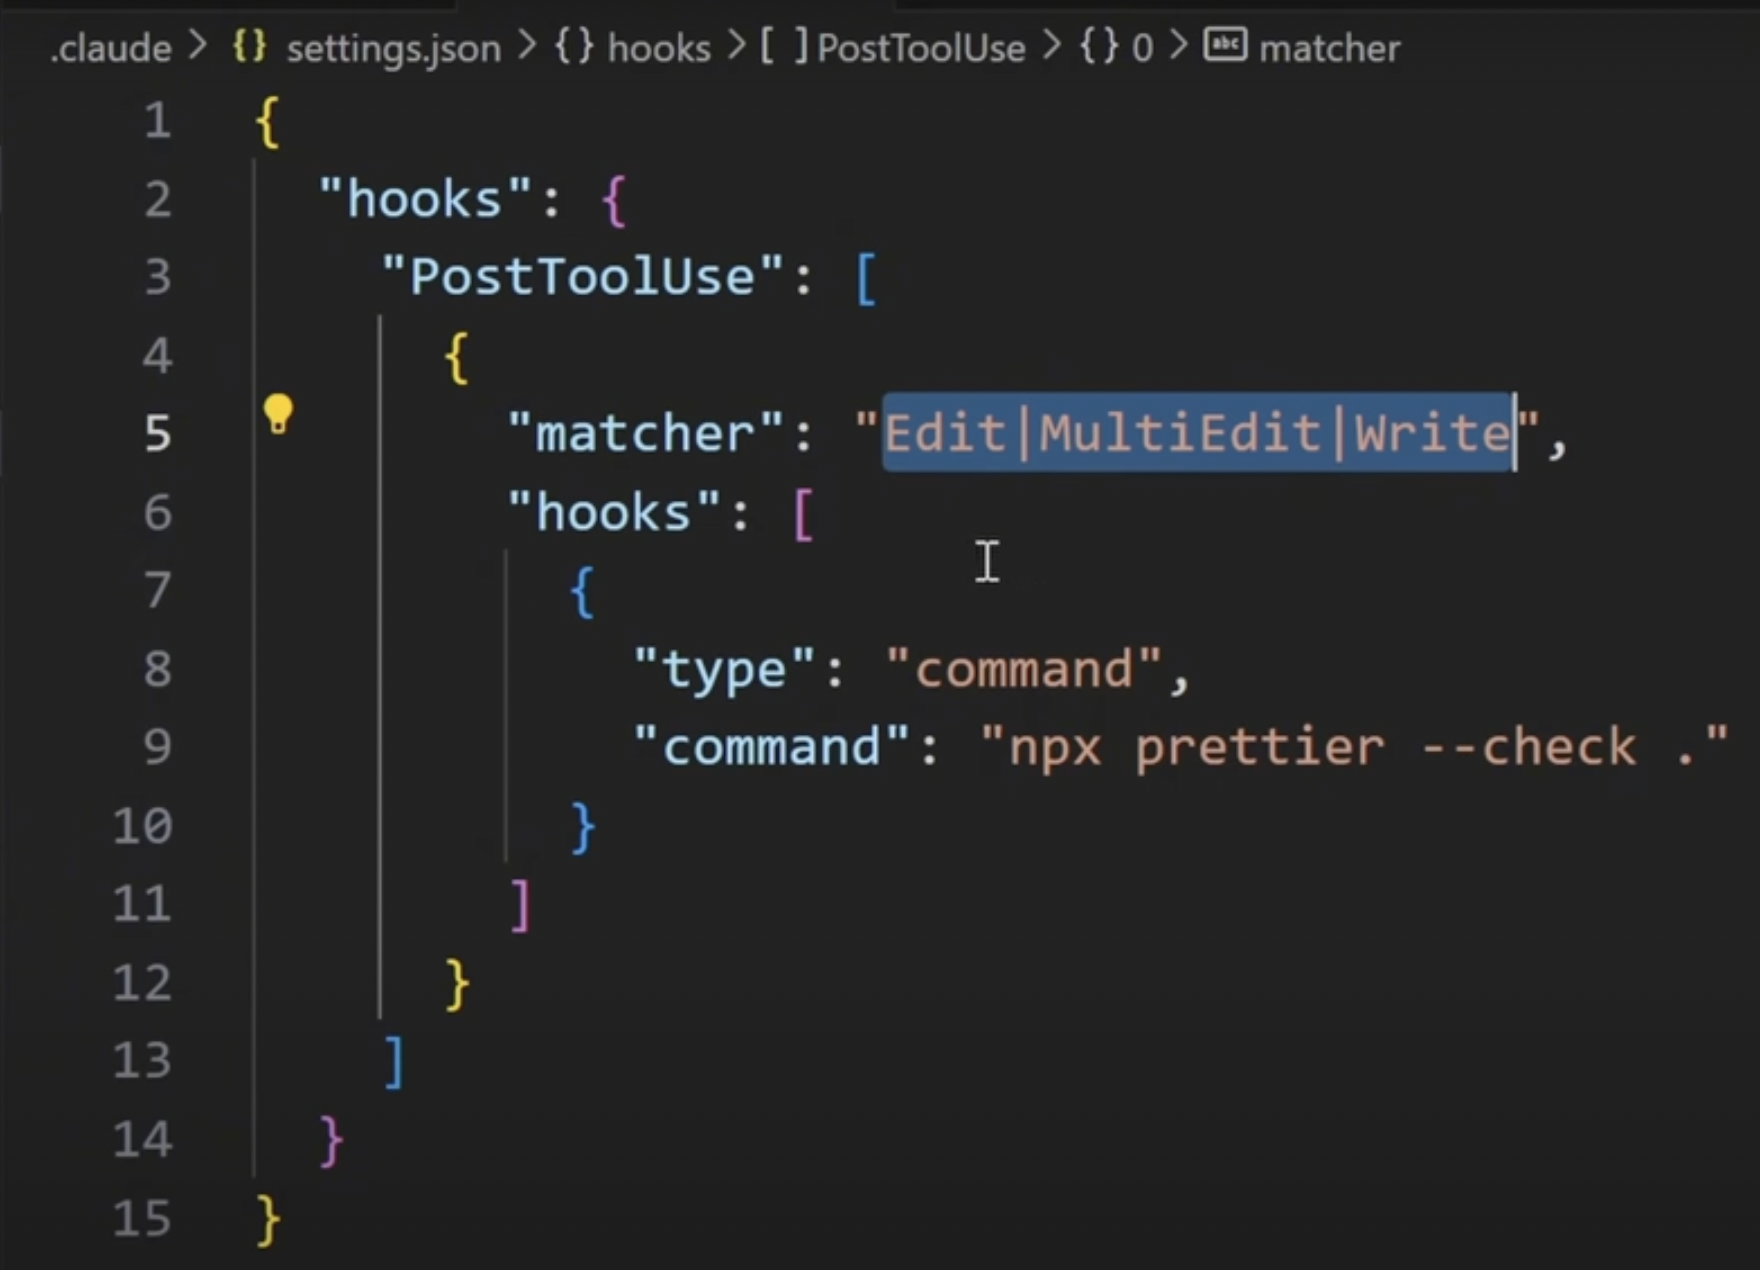 .claude > {} settings.json > {} hooks > [ ] PostToolUse > {} 0 > abc matcher
1 {
2 "hooks": {
3 "PostToolUse": [
4 {
5 "matcher": "Edit|MultiEdit|Write",
6 "hooks": [
7 {
8 "type": "command",
9 "command": "npx prettier --check ."
10 }
11 ]
12 }
13 ]
14 }
15 }